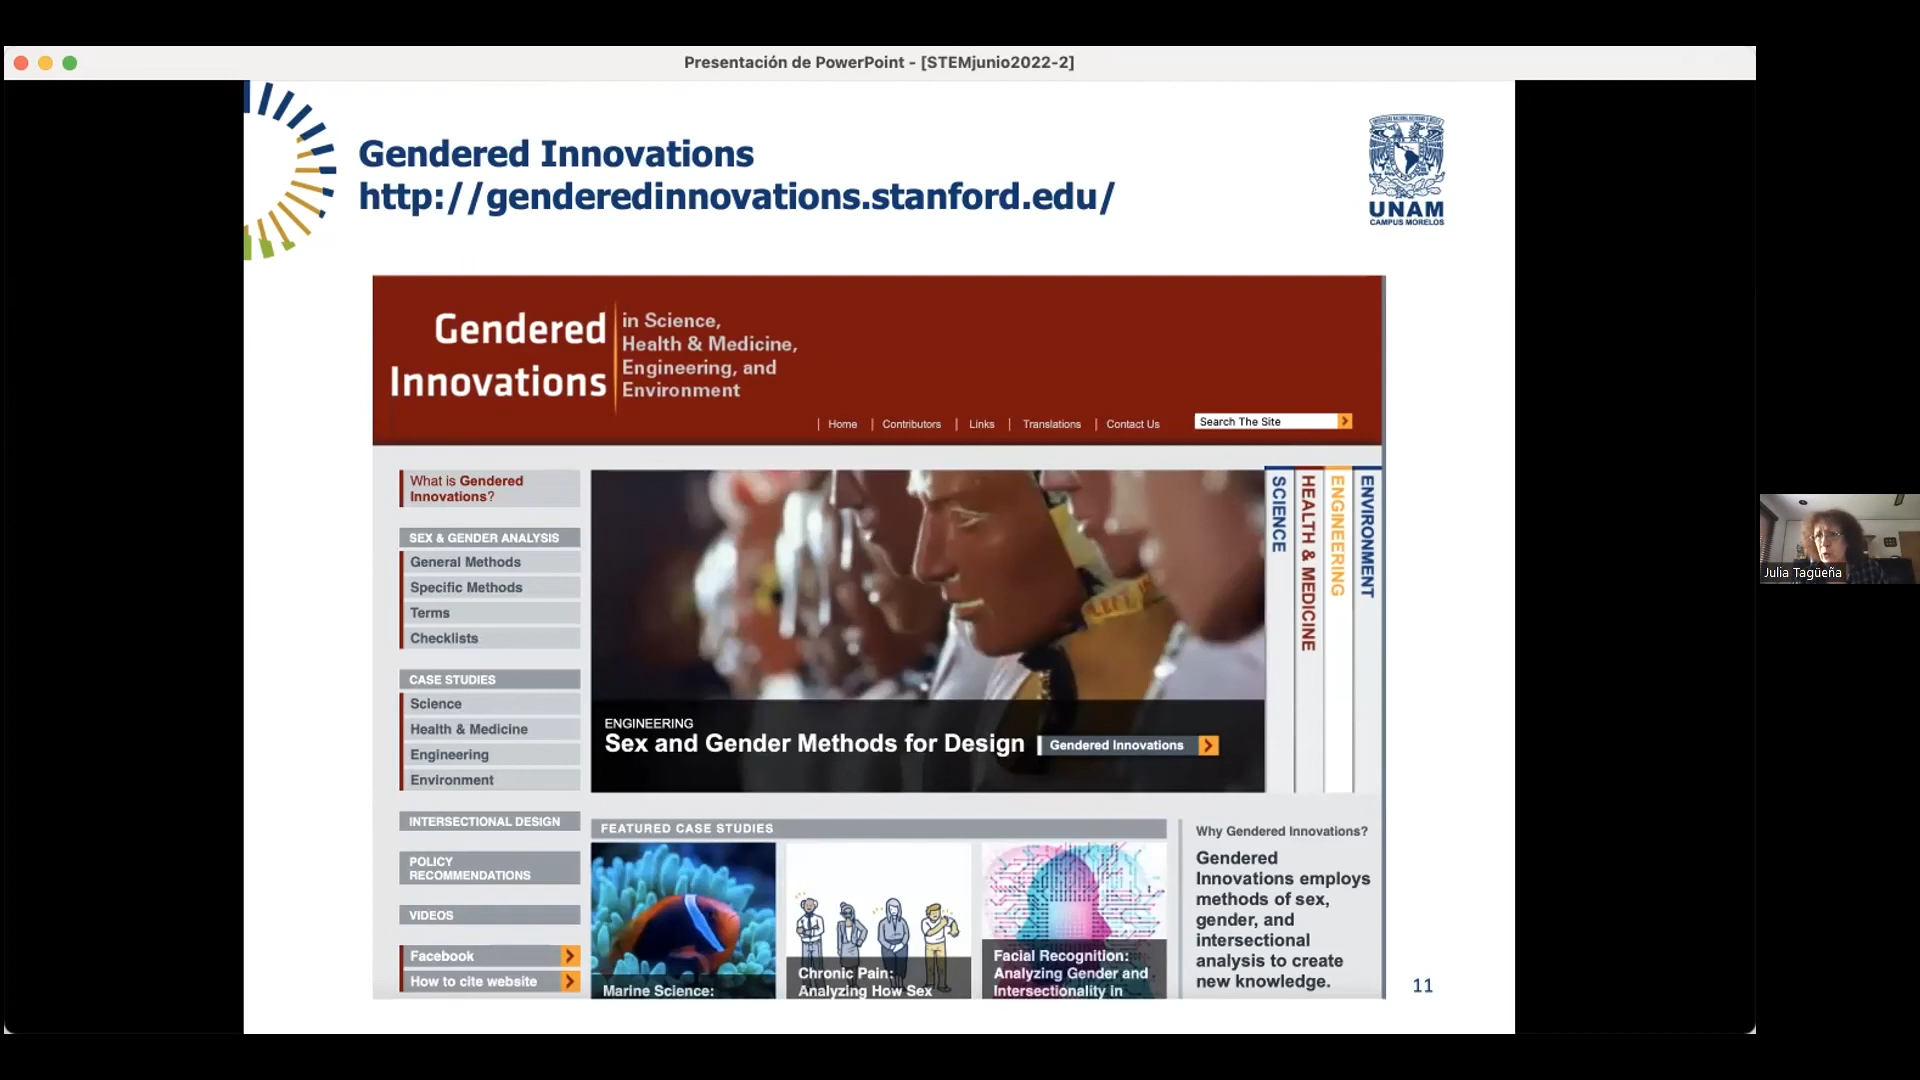 Presentación de PowerPoint - [STEMjunio2022-2]
Gendered Innovations
http://genderedinnovations.stanford.edu/
UNAM
CAMPUS MORELOS
Gendered
Innovations
in Science,
Health & Medicine,
Engineering, and
Environment
Home
Contributors
Links
Translations
Contact Us
Search The Site
What is Gendered
Innovations?
SEX & GENDER ANALYSIS
General Methods
Specific Methods
Terms
Checklists
CASE STUDIES
Science
Health & Medicine
Engineering
Environment
INTERSECTIONAL DESIGN
POLICY
RECOMMENDATIONS
VIDEOS
Facebook
How to cite website
ENGINEERING
Sex and Gender Methods for Design
Gendered Innovations
SCIENCE
HEALTH & MEDICINE
ENGINEERING
ENVIRONMENT
FEATURED CASE STUDIES
Marine Science:
Chronic Pain:
Analyzing How Sex
Facial Recognition:
Analyzing Gender and
Intersectionality in
Why Gendered Innovations?
Gendered
Innovations employs
methods of sex,
gender, and
intersectional
analysis to create
new knowledge.
11
Julia Tagüeña